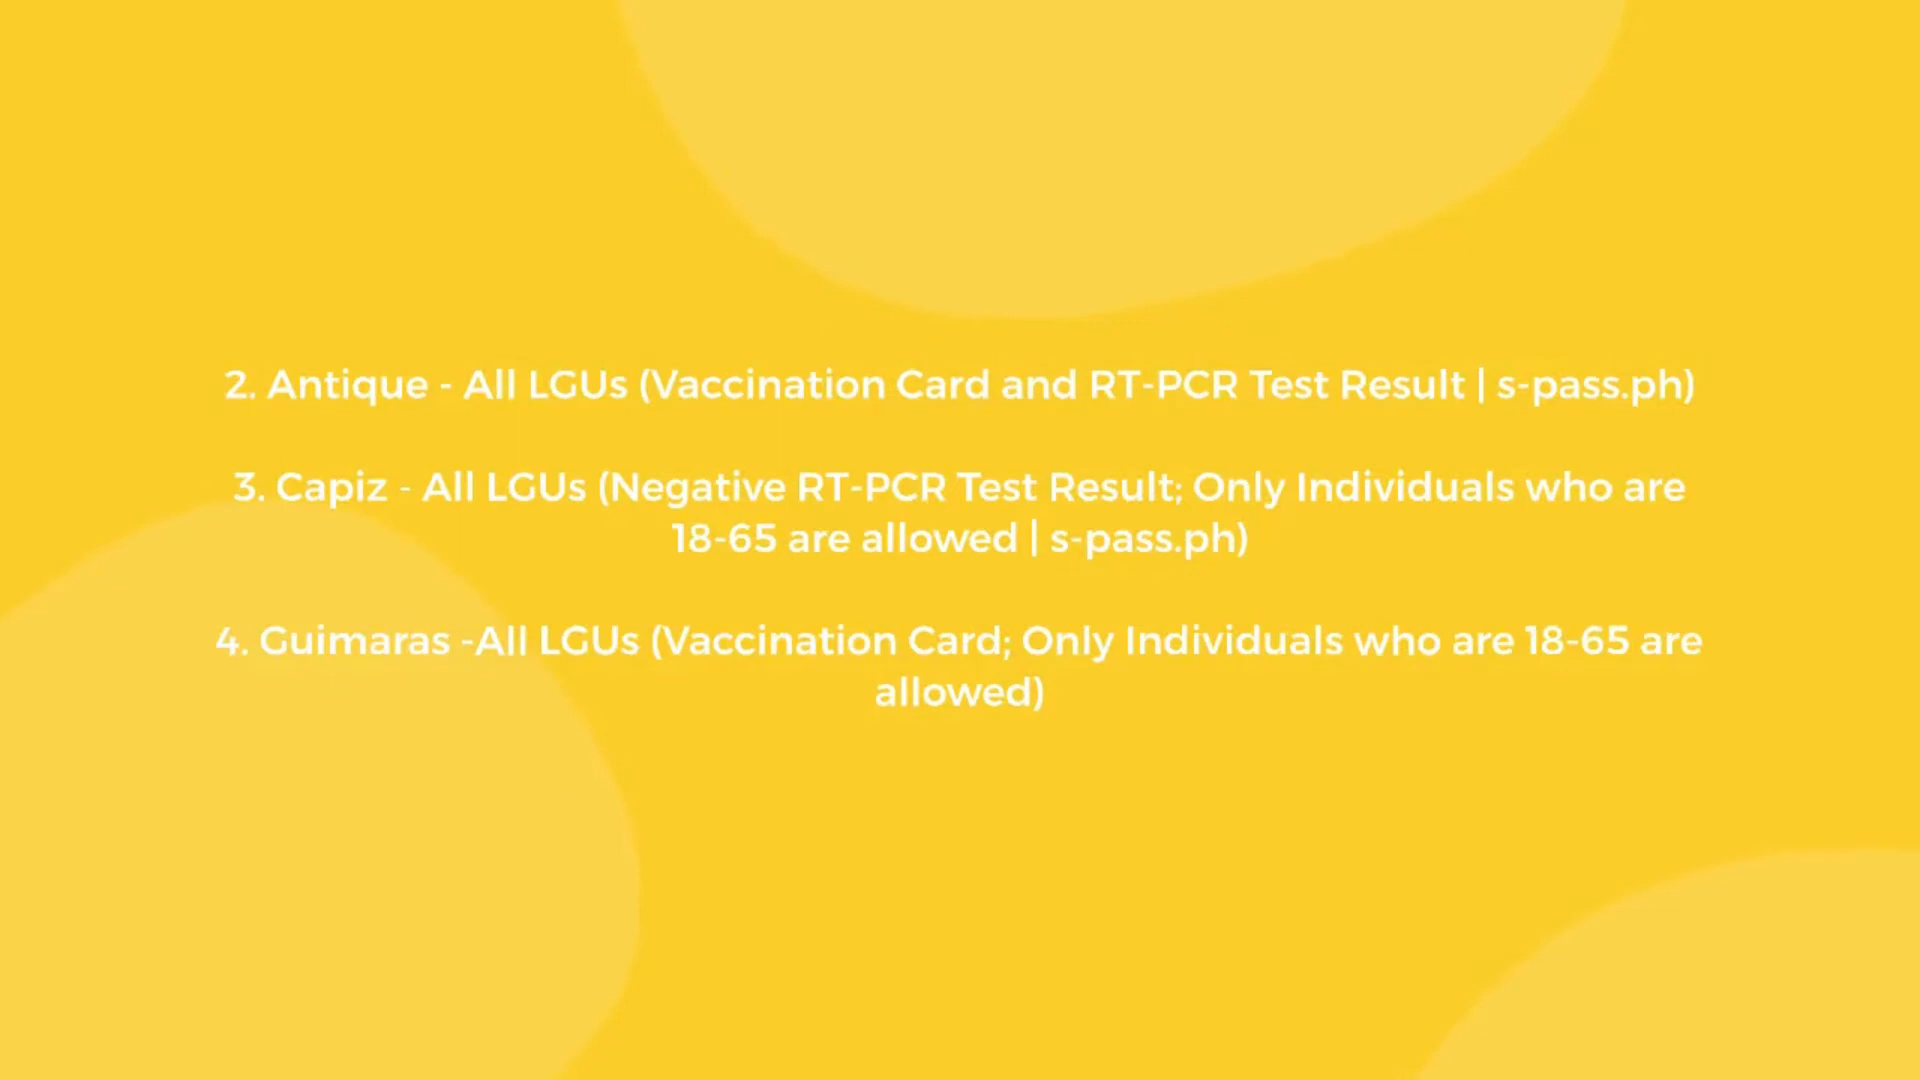 2. Antique - All LGUs (Vaccination Card and RT-PCR Test Result | s-pass.ph)
3. Capiz - All LGUs (Negative RT-PCR Test Result; Only Individuals who are
18-65 are allowed | s-pass.ph)
4. Guimaras -All LGUs (Vaccination Card; Only Individuals who are 18-65 are
allowed)